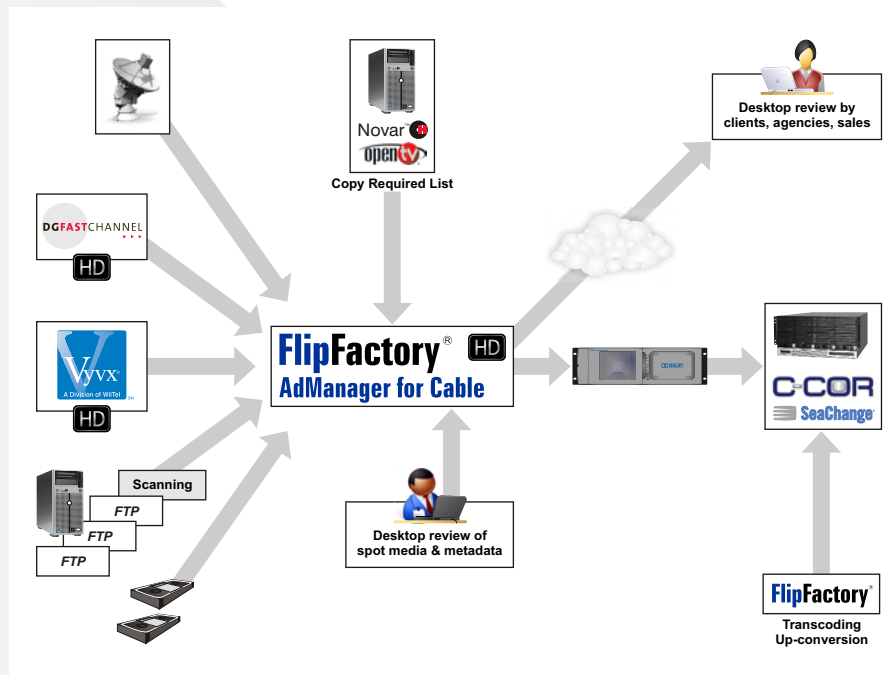 Novar
opentv
Copy Required List
Desktop review by
clients, agencies, sales
DGFASTCHANNEL
HD
Vyvx®
A Division of WilTel
SM
HD
FlipFactory® HD
AdManager for Cable
C-COR
SeaChange®
Scanning
FTP
FTP
FTP
Desktop review of
spot media & metadata
FlipFactory®
Transcoding
Up-conversion